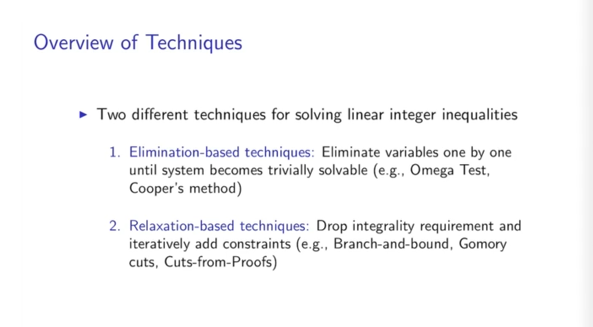 Overview of Techniques
▶ Two different techniques for solving linear integer inequalities
1. Elimination-based techniques: Eliminate variables one by one
until system becomes trivially solvable (e.g., Omega Test,
Cooper's method)
2. Relaxation-based techniques: Drop integrality requirement and
iteratively add constraints (e.g., Branch-and-bound, Gomory
cuts, Cuts-from-Proofs)